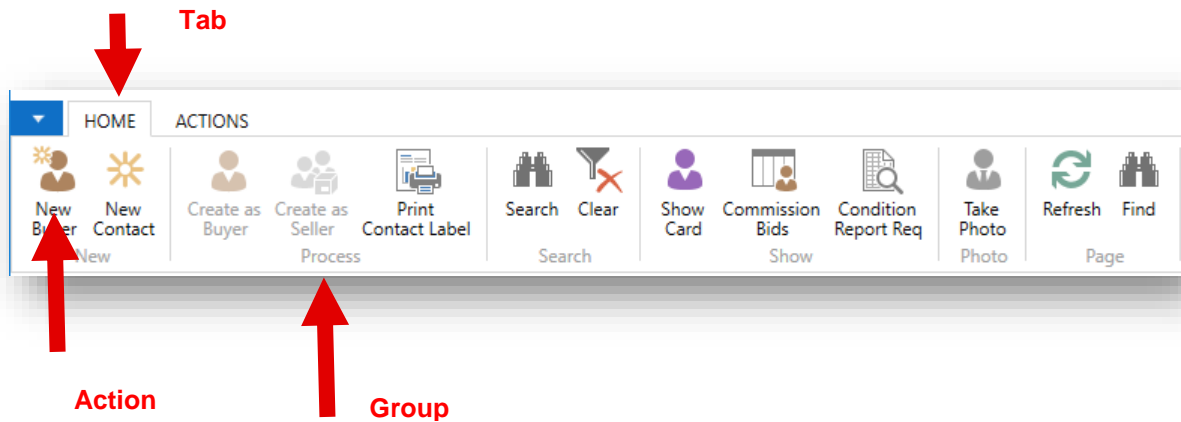 Tab
HOME ACTIONS
New New Create as Create as Print Search Clear Show Commission Condition Take Refresh Find
Buyer Contact Buyer Seller Contact Label Card Bids Report Req Photo
New Process Search Show Photo Page
Action Group